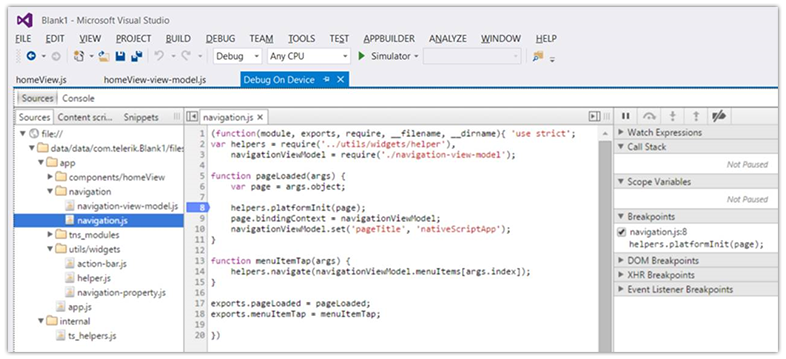 Blank1 - Microsoft Visual Studio
FILE EDIT VIEW PROJECT BUILD DEBUG TEAM TOOLS TEST APPBUILDER ANALYZE WINDOW HELP
Debug Any CPU Simulator
homeView.js homeView-view-model.js Debug On Device
Sources Console
Sources Content scri... Snippets
file://
data/data/com.telerik.Blank1/files
app
components/homeView
navigation
navigation-view-model.js
navigation.js
tns_modules
utils/widgets
action-bar.js
helper.js
navigation-property.js
app.js
internal
ts_helpers.js
navigation.js
1 (function(module, exports, require, __filename, __dirname){ 'use strict';
2 var helpers = require('../utils/widgets/helper'),
3 navigationViewModel = require('./navigation-view-model');
4
5 function pageLoaded(args) {
6 var page = args.object;
7
8 helpers.platformInit(page);
9 page.bindingContext = navigationViewModel;
10 navigationViewModel.set('pageTitle', 'nativeScriptApp');
11 }
12
13 function menuItemTap(args) {
14 helpers.navigate(navigationViewModel.menuItems[args.index]);
15 }
16
17 exports.pageLoaded = pageLoaded;
18 exports.menuItemTap = menuItemTap;
19
20 })
Watch Expressions
Call Stack
Not Paused
Scope Variables
Not Paused
Breakpoints
navigation.js:8
helpers.platformInit(page);
DOM Breakpoints
XHR Breakpoints
Event Listener Breakpoints